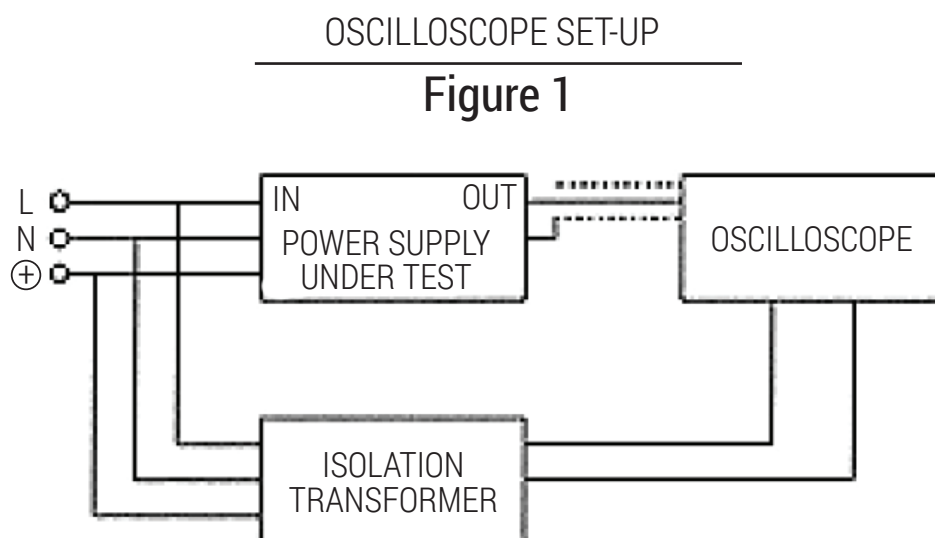 OSCILLOSCOPE SET-UP
Figure 1
L
N
IN
OUT
POWER SUPPLY
UNDER TEST
OSCILLOSCOPE
ISOLATION
TRANSFORMER